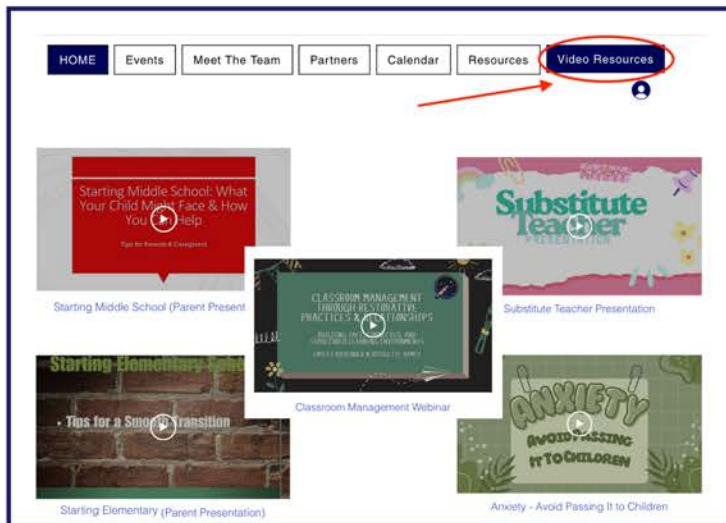 HOME
Events
Meet The Team
Partners
Calendar
Resources
Video Resources
Starting Middle School: What
Your Child Might Face & How
You Can Help
Tips for Parents & Caregivers
Starting Middle School (Parent Present
Substitute
Teacher
PRESENTATION
Substitute Teacher Presentation
CLASSROOM MANAGEMENT
THROUGH RESTORATIVE
PRACTICES & RELATIONSHIPS
Classroom Management Webinar
Starting Elementary
• Tips for a Smooth Transition
Starting Elementary (Parent Presentation)
ANXIETY
AVOID PASSING
IT TO CHILDREN
Anxiety - Avoid Passing It to Children